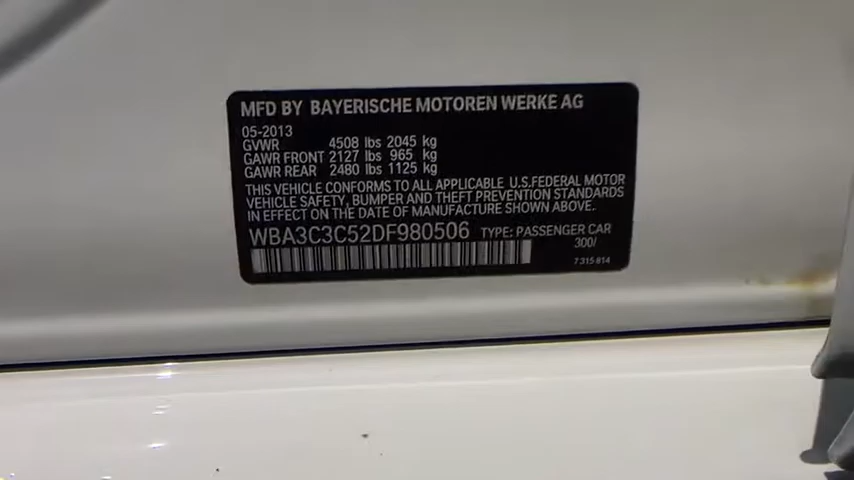 MFD BY BAYERISCHE MOTOREN WERKE AG
05-2013
GVWR 4508 lbs 2045 kg
GAWR FRONT 2127 lbs 965 kg
GAWR REAR 2480 lbs 1125 kg
THIS VEHICLE CONFORMS TO ALL APPLICABLE U.S.FEDERAL MOTOR
VEHICLE SAFETY, BUMPER AND THEFT PREVENTION STANDARDS
IN EFFECT ON THE DATE OF MANUFACTURE SHOWN ABOVE.
WBA3C3C52DF980506 TYPE: PASSENGER CAR
300/
7 315 814